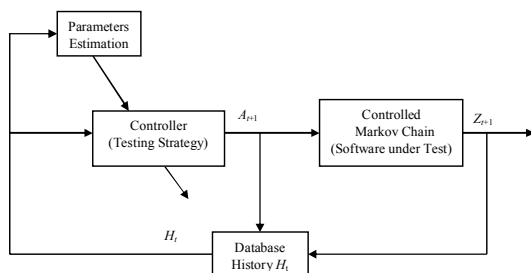 Parameters
Estimation
Controller
(Testing Strategy)
A_{t+1}
Controlled
Markov Chain
(Software under Test)
Z_{t+1}
H_t
Database
History H_t